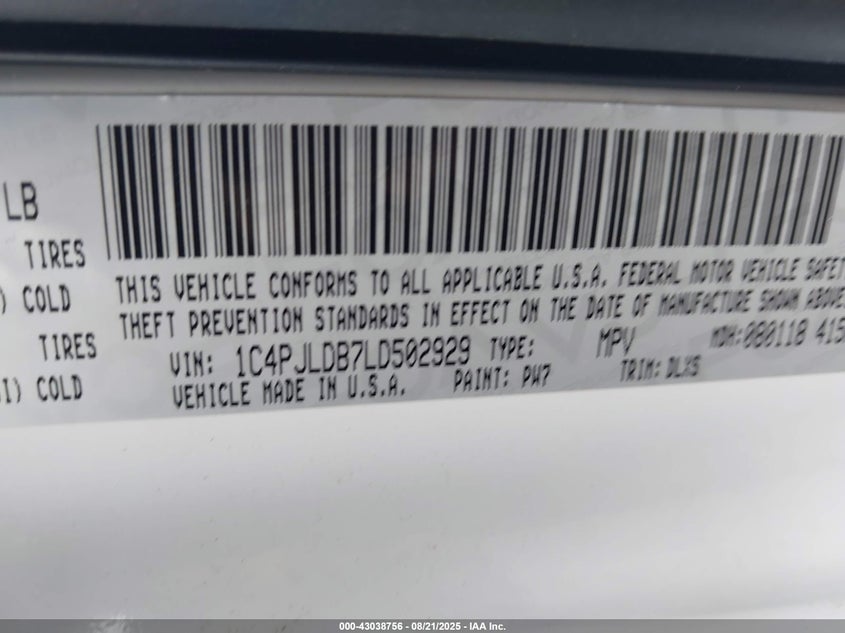 LB
TIRES
) COLD
TIRES
I) COLD
THIS VEHICLE CONFORMS TO ALL APPLICABLE U.S.A. FEDERAL MOTOR VEHICLE SAFET
THEFT PREVENTION STANDARDS IN EFFECT ON THE DATE OF MANUFACTURE SHOWN ABOVE
VIN: 1C4PJLDB7LD502929 TYPE: MPV MDH:080118 415
VEHICLE MADE IN U.S.A. PAINT: PW7 TRIM: DLX9
000-43038756 - 08/21/2025 - IAA Inc.